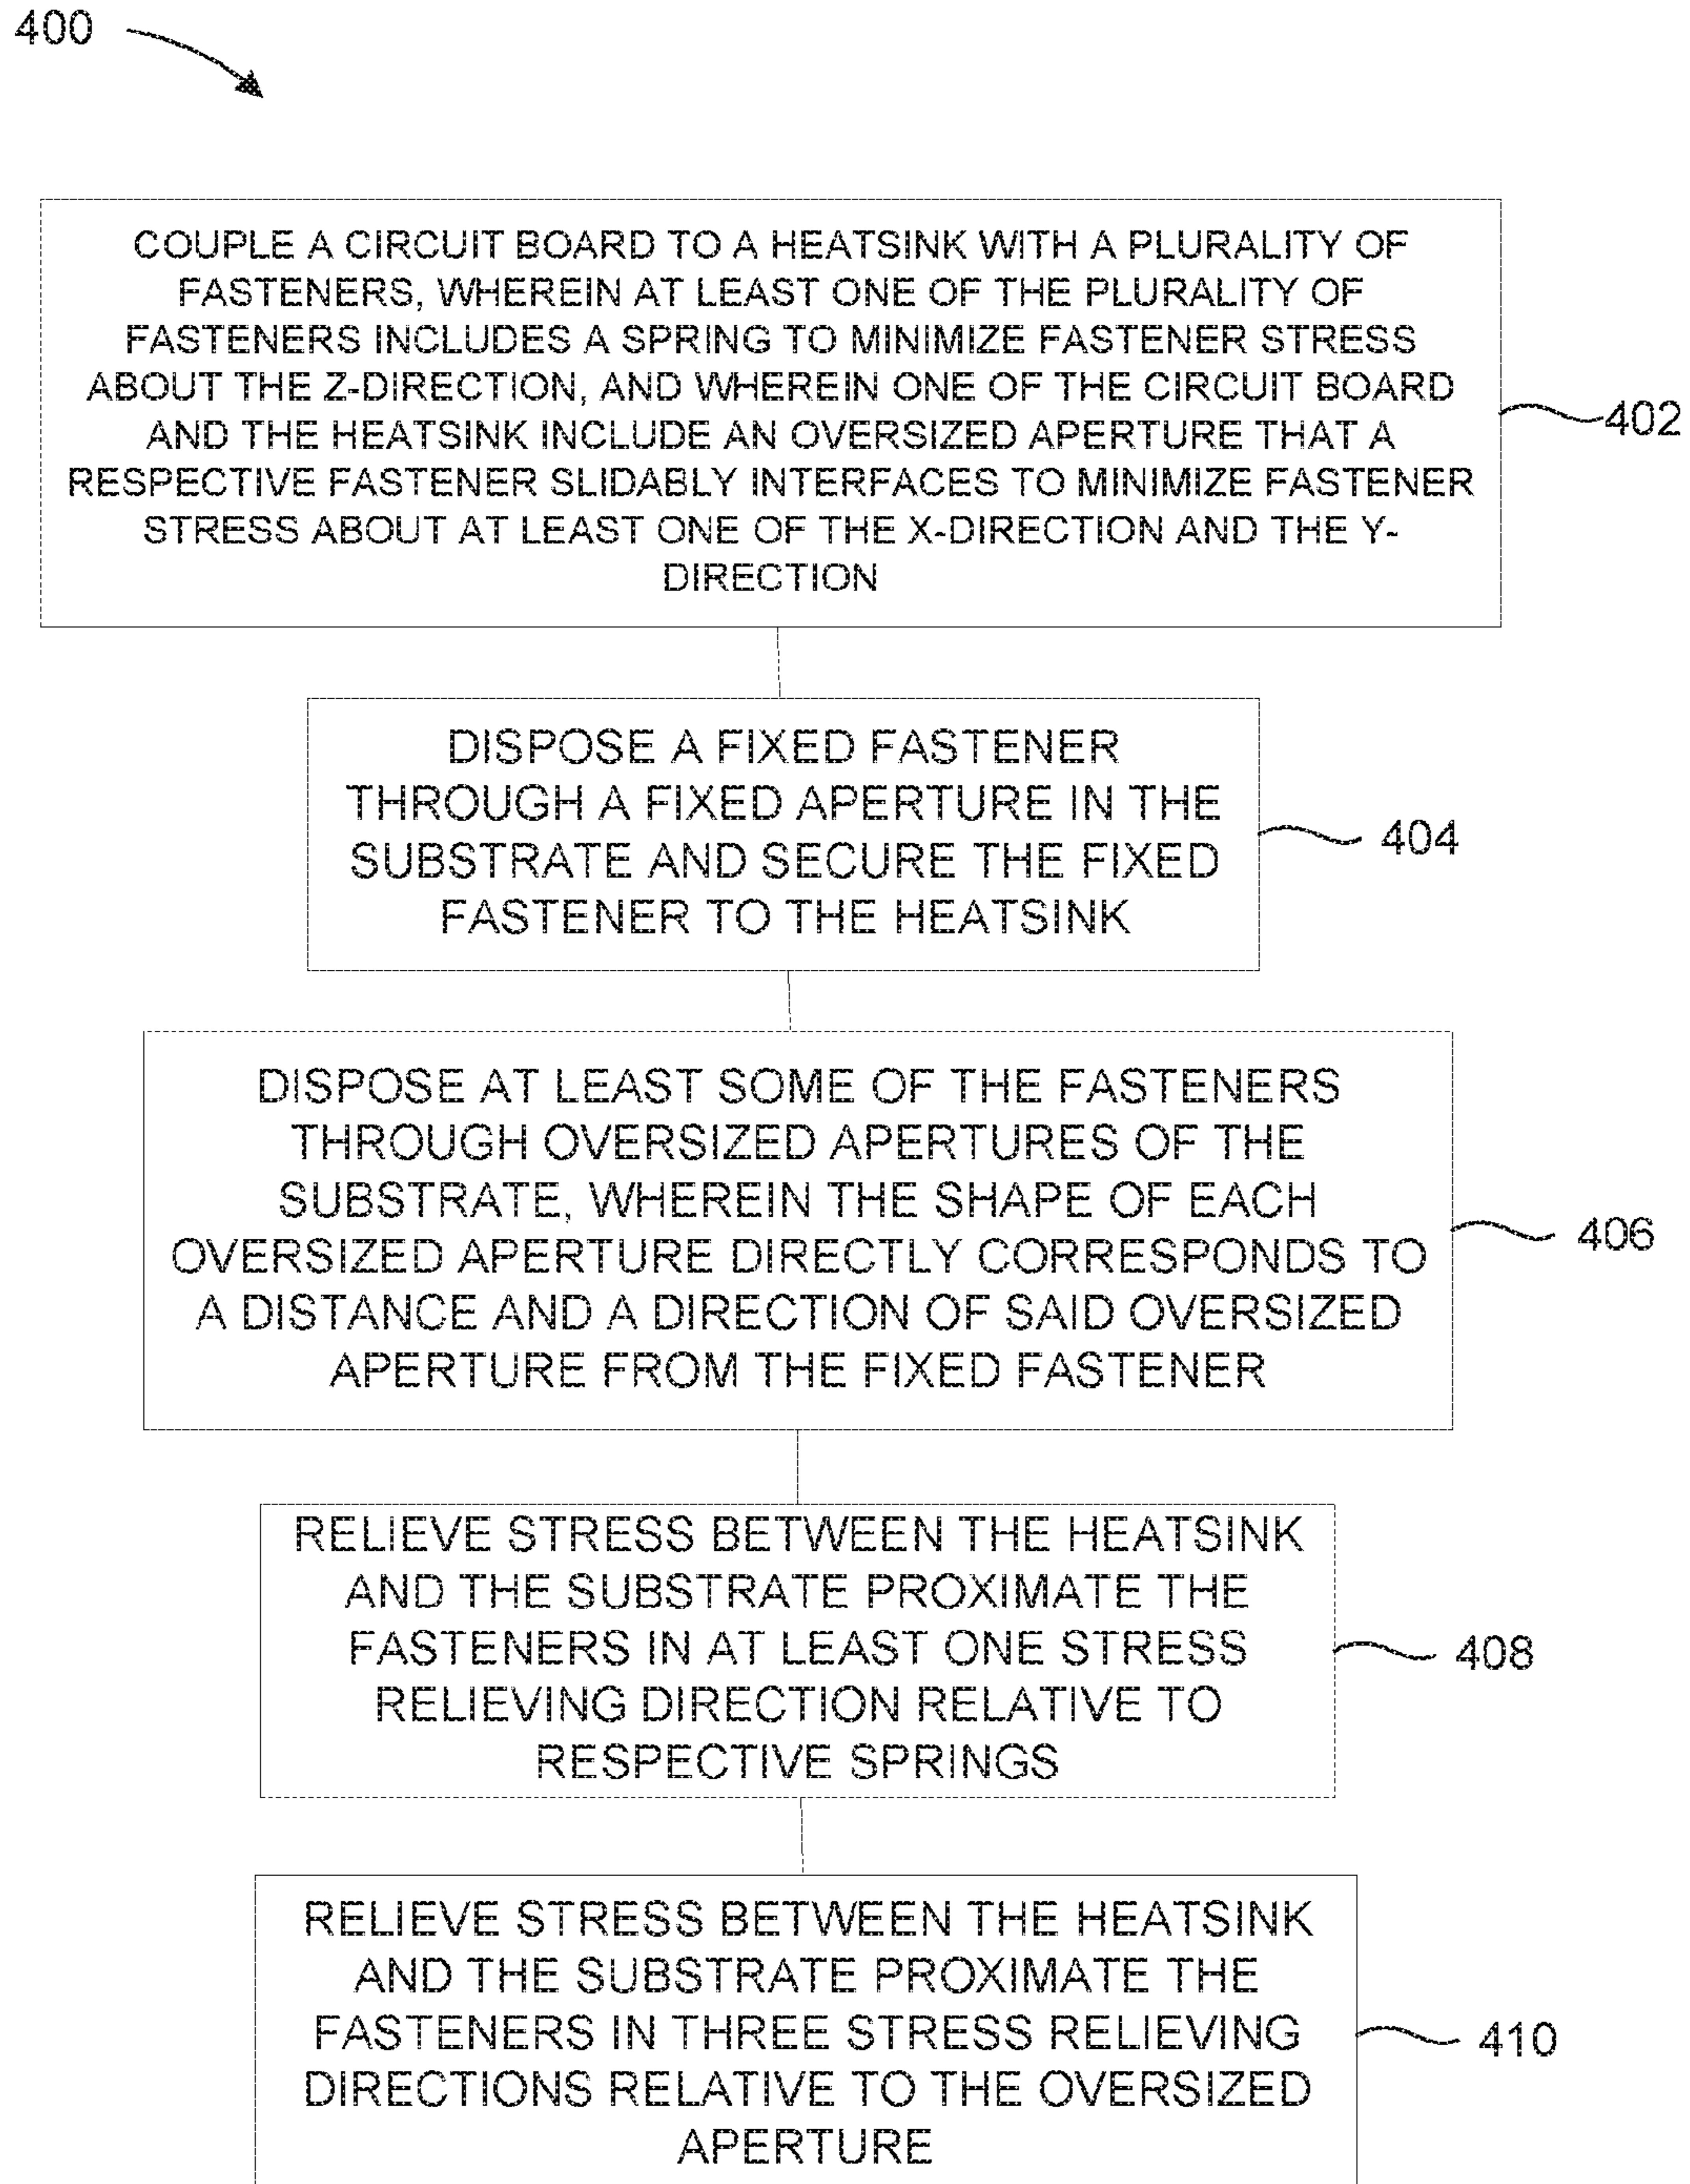 400
COUPLE A CIRCUIT BOARD TO A HEATSINK WITH A PLURALITY OF
FASTENERS, WHEREIN AT LEAST ONE OF THE PLURALITY OF
FASTENERS INCLUDES A SPRING TO MINIMIZE FASTENER STRESS
ABOUT THE Z-DIRECTION, AND WHEREIN ONE OF THE CIRCUIT BOARD
AND THE HEATSINK INCLUDE AN OVERSIZED APERTURE THAT A
RESPECTIVE FASTENER SLIDABLY INTERFACES TO MINIMIZE FASTENER
STRESS ABOUT AT LEAST ONE OF THE X-DIRECTION AND THE Y-
DIRECTION
402
DISPOSE A FIXED FASTENER
THROUGH A FIXED APERTURE IN THE
SUBSTRATE AND SECURE THE FIXED
FASTENER TO THE HEATSINK
404
DISPOSE AT LEAST SOME OF THE FASTENERS
THROUGH OVERSIZED APERTURES OF THE
SUBSTRATE, WHEREIN THE SHAPE OF EACH
OVERSIZED APERTURE DIRECTLY CORRESPONDS TO
A DISTANCE AND A DIRECTION OF SAID OVERSIZED
APERTURE FROM THE FIXED FASTENER
406
RELIEVE STRESS BETWEEN THE HEATSINK
AND THE SUBSTRATE PROXIMATE THE
FASTENERS IN AT LEAST ONE STRESS
RELIEVING DIRECTION RELATIVE TO
RESPECTIVE SPRINGS
408
RELIEVE STRESS BETWEEN THE HEATSINK
AND THE SUBSTRATE PROXIMATE THE
FASTENERS IN THREE STRESS RELIEVING
DIRECTIONS RELATIVE TO THE OVERSIZED
APERTURE
410